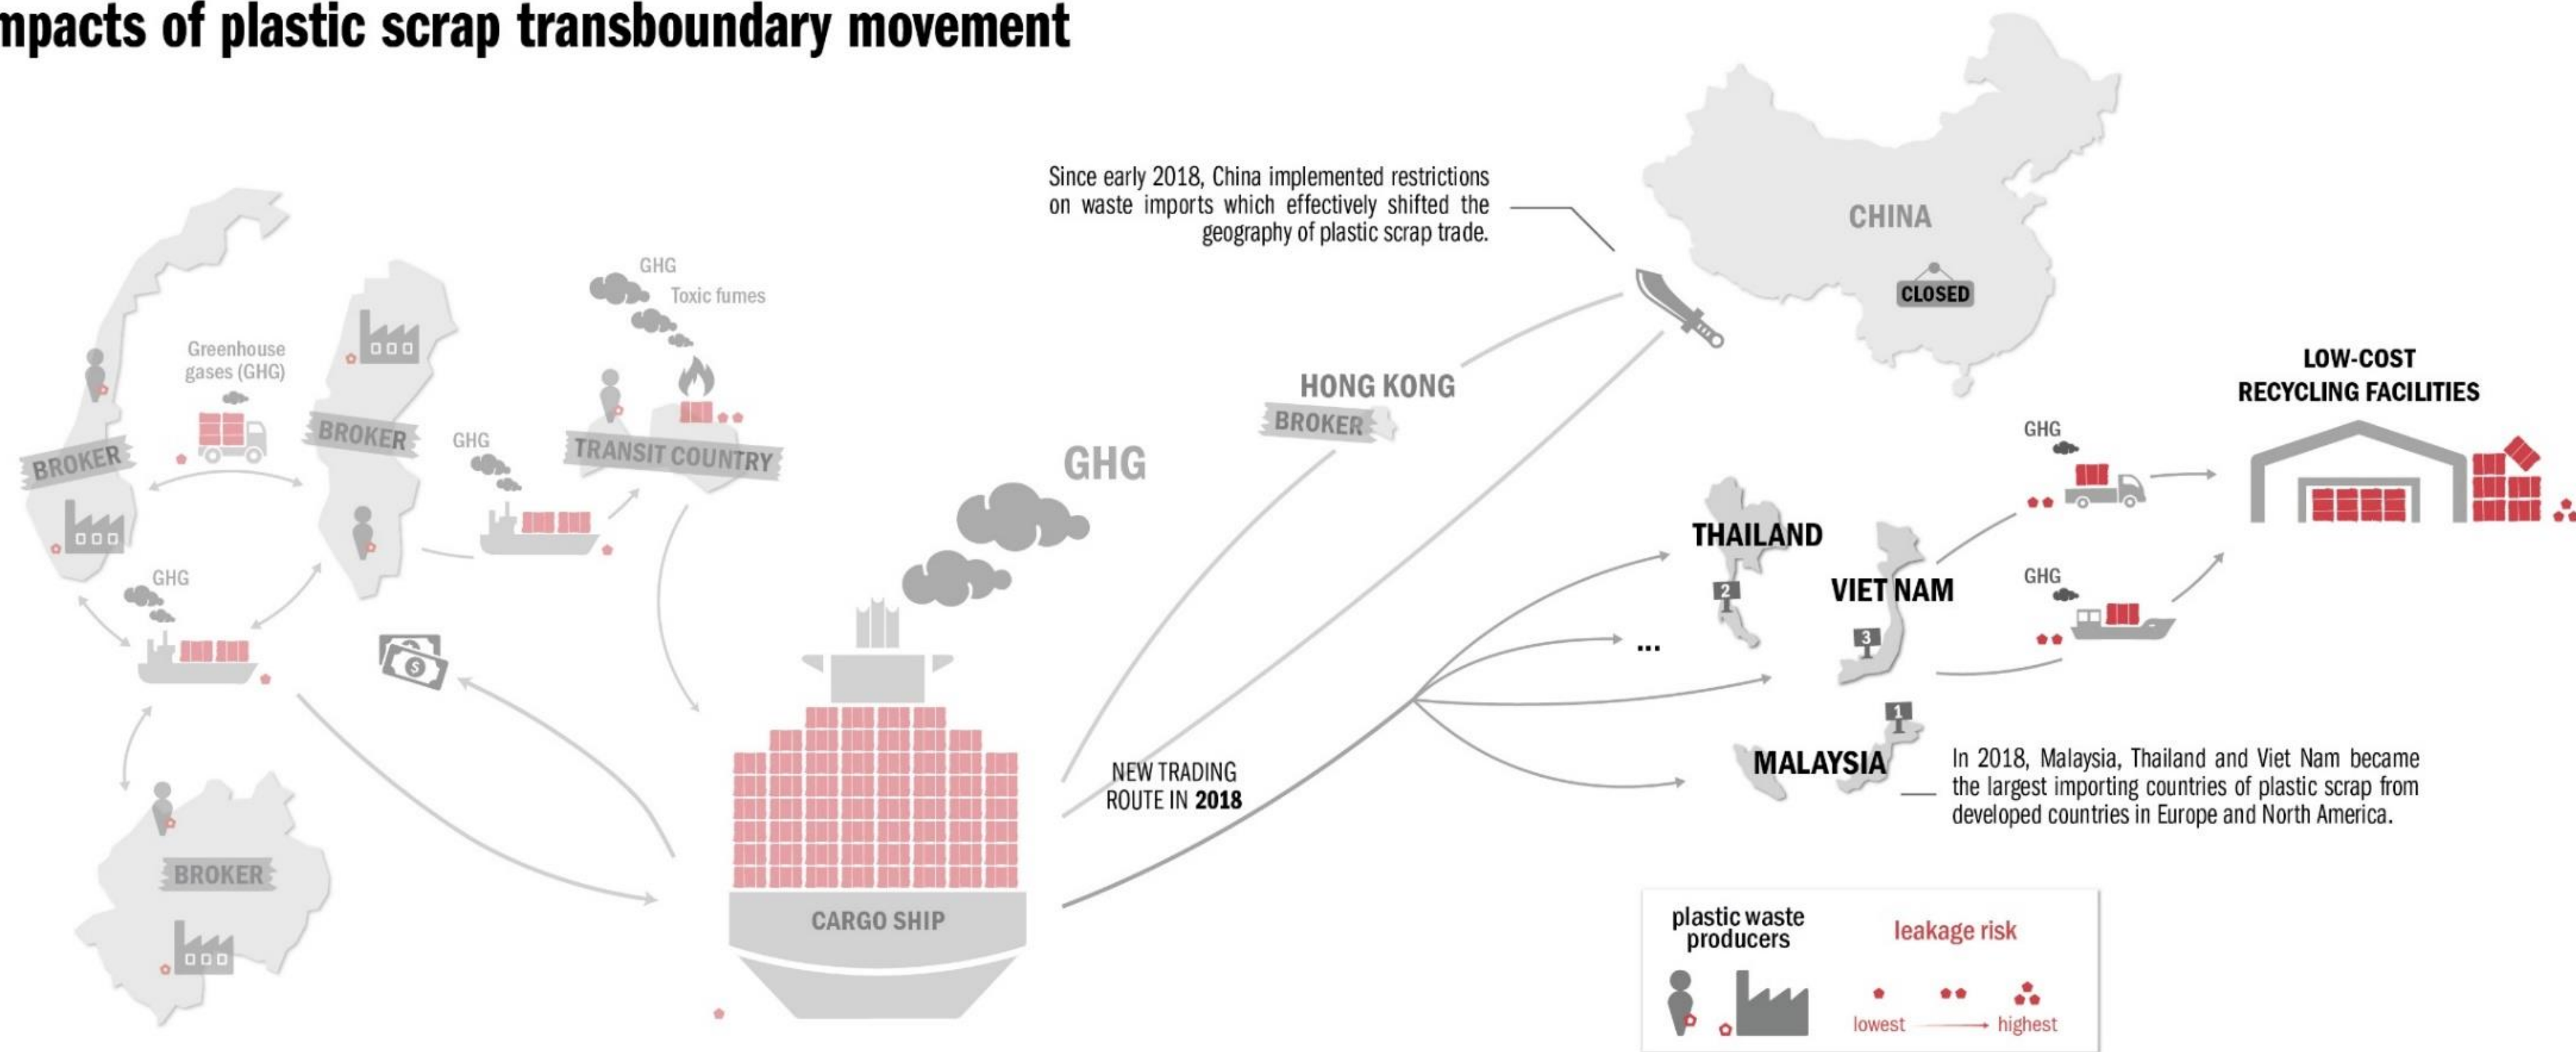 mpacts of plastic scrap transboundary movement
Since early 2018, China implemented restrictions
on waste imports which effectively shifted the
geography of plastic scrap trade.
CHINA
CLOSED
GHG
Toxic fumes
Greenhouse
gases (GHG)
BROKER
BROKER
GHG
TRANSIT COUNTRY
GHG
HONG KONG
BROKER
GHG
LOW-COST
RECYCLING FACILITIES
GHG
THAILAND
2
VIET NAM
3
GHG
1
MALAYSIA
In 2018, Malaysia, Thailand and Viet Nam became
the largest importing countries of plastic scrap from
developed countries in Europe and North America.
...
$
NEW TRADING
ROUTE IN 2018
BROKER
CARGO SHIP
plastic waste
producers
leakage risk
lowest
highest